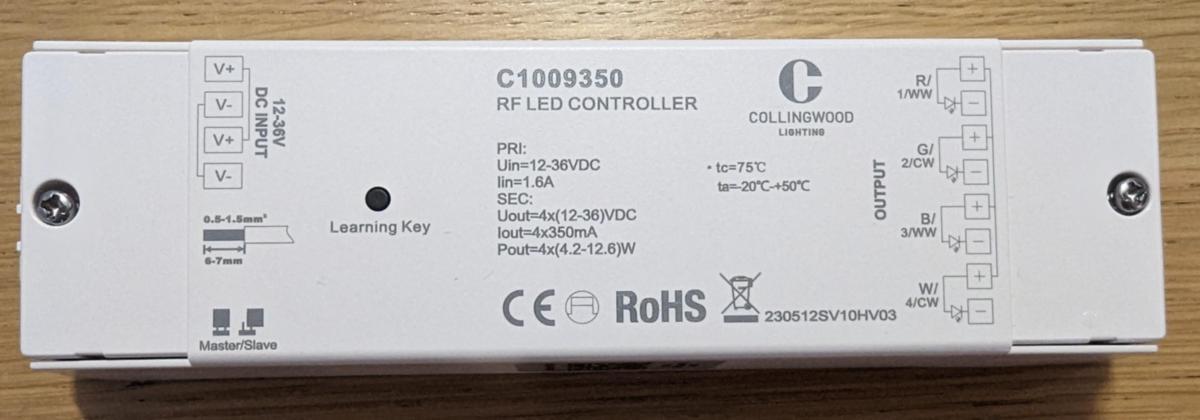 V+
V-
V+
V-
12-36V
DC INPUT
0.5-1.5mm²
6-7mm
Master/Slave
Learning Key
C1009350
RF LED CONTROLLER
PRI:
Uin=12-36VDC
Iin=1.6A
SEC:
Uout=4x(12-36)VDC
Iout=4x350mA
Pout=4x(4.2-12.6)W
CE RoHS
230512SV10HV03
C
COLLINGWOOD
LIGHTING
• tc=75℃
ta=-20℃-+50℃
OUTPUT
R/
1/WW
+
-
G/
2/CW
+
-
B/
3/WW
+
-
W/
4/CW
+
-